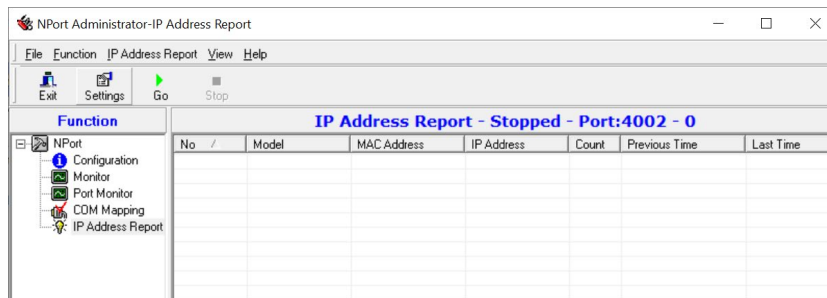 NPort Administrator-IP Address Report
File Function IP Address Report View Help
Exit Settings Go Stop
Function
IP Address Report - Stopped - Port:4002 - 0
No Model MAC Address IP Address Count Previous Time Last Time
NPort
Configuration
Monitor
Port Monitor
COM Mapping
IP Address Report